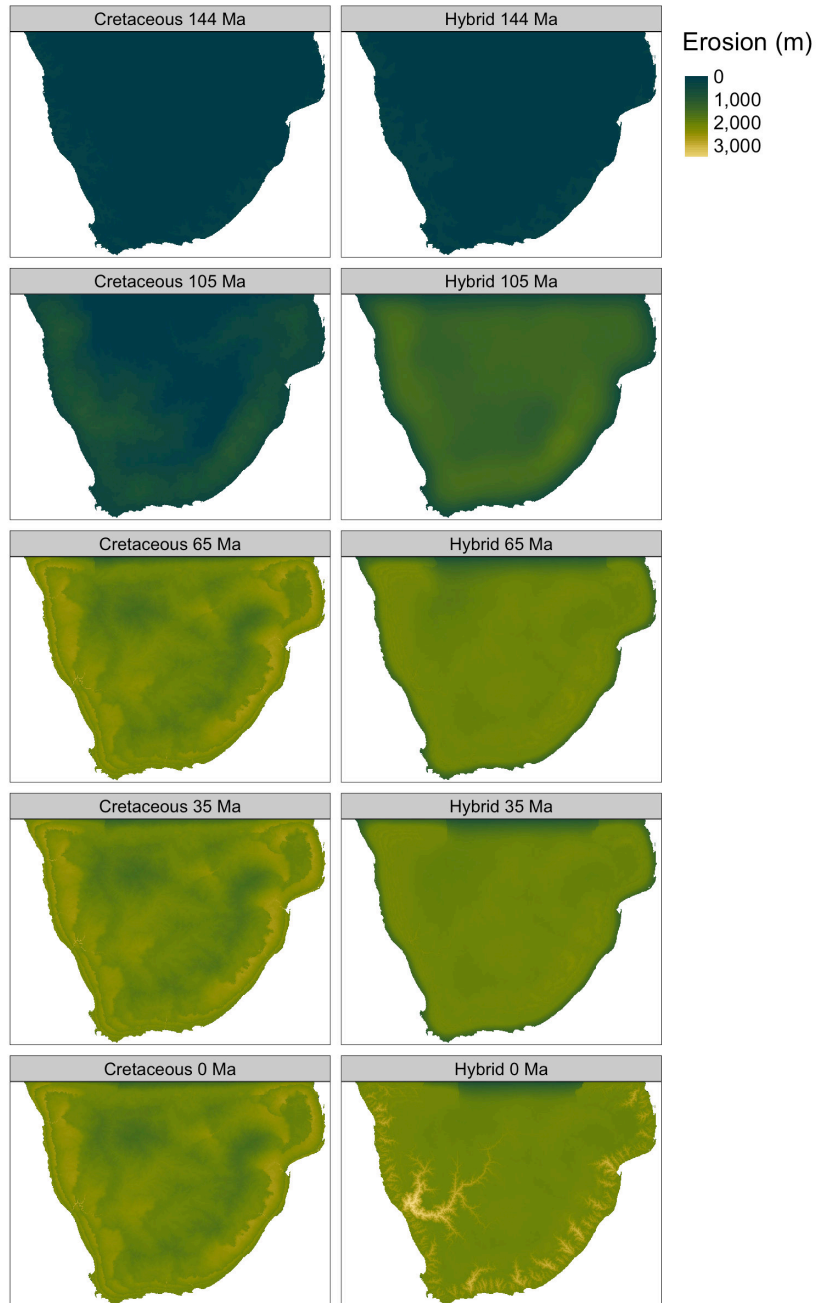 Cretaceous 144 Ma
Hybrid 144 Ma
Erosion (m)
0
1,000
2,000
3,000
Cretaceous 105 Ma
Hybrid 105 Ma
Cretaceous 65 Ma
Hybrid 65 Ma
Cretaceous 35 Ma
Hybrid 35 Ma
Cretaceous 0 Ma
Hybrid 0 Ma